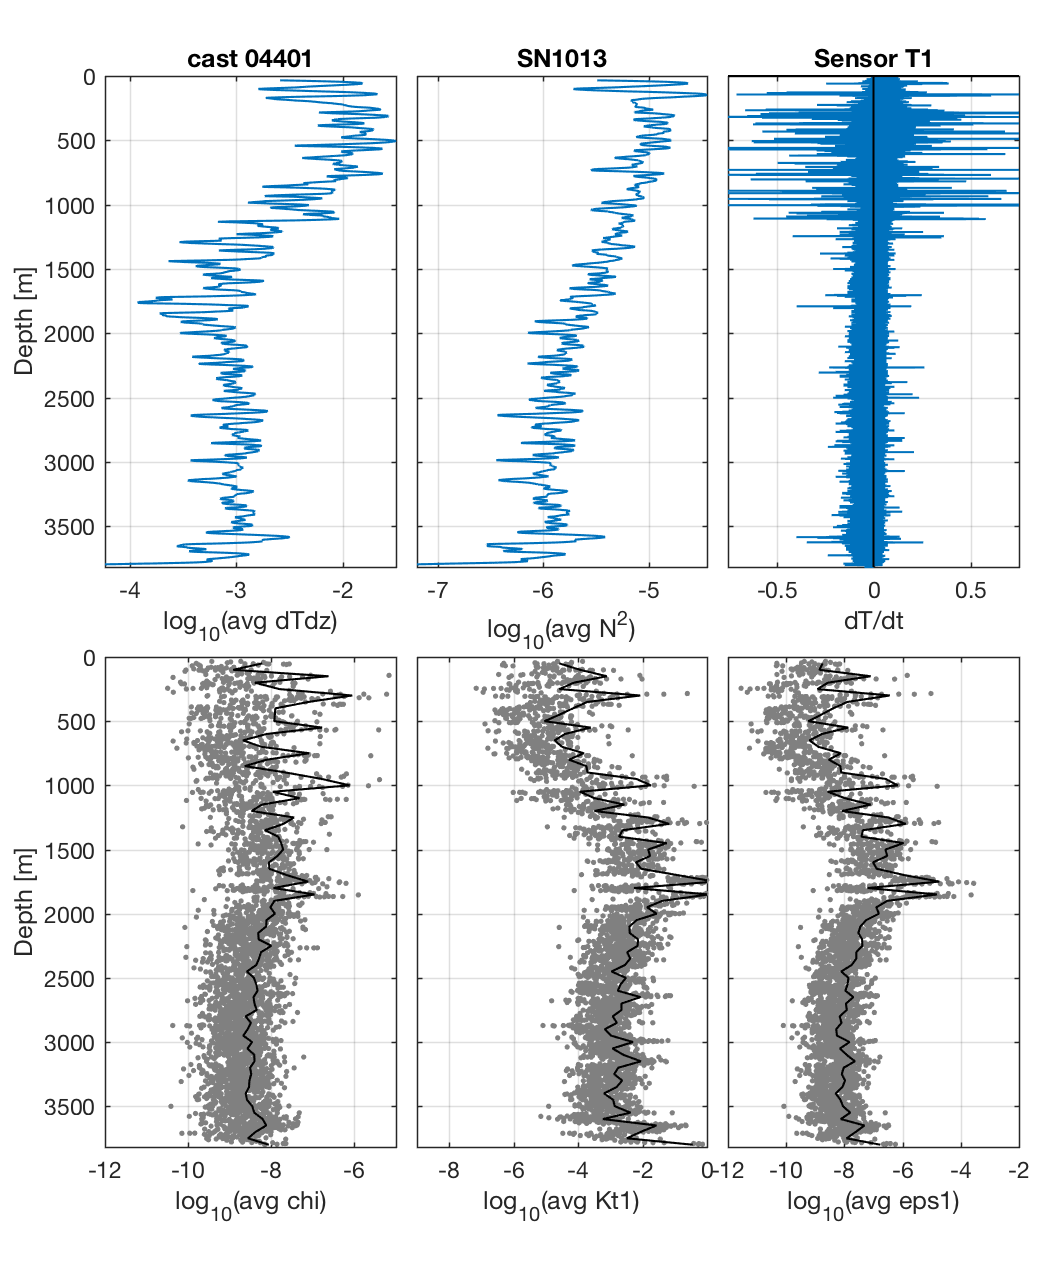 cast 04401 SN1013 Sensor T1
0
500
1000
1500
2000
2500
3000
3500
Depth [m]
-4 -3 -2 -7 -6 -5 -0.5 0 0.5
log10(avg dTdz) log10(avg N2) dT/dt
0
500
1000
1500
2000
2500
3000
3500
Depth [m]
-12 -10 -8 -6 -8 -6 -4 -2 0 -12 -10 -8 -6 -4 -2
log10(avg chi) log10(avg Kt1) log10(avg eps1)